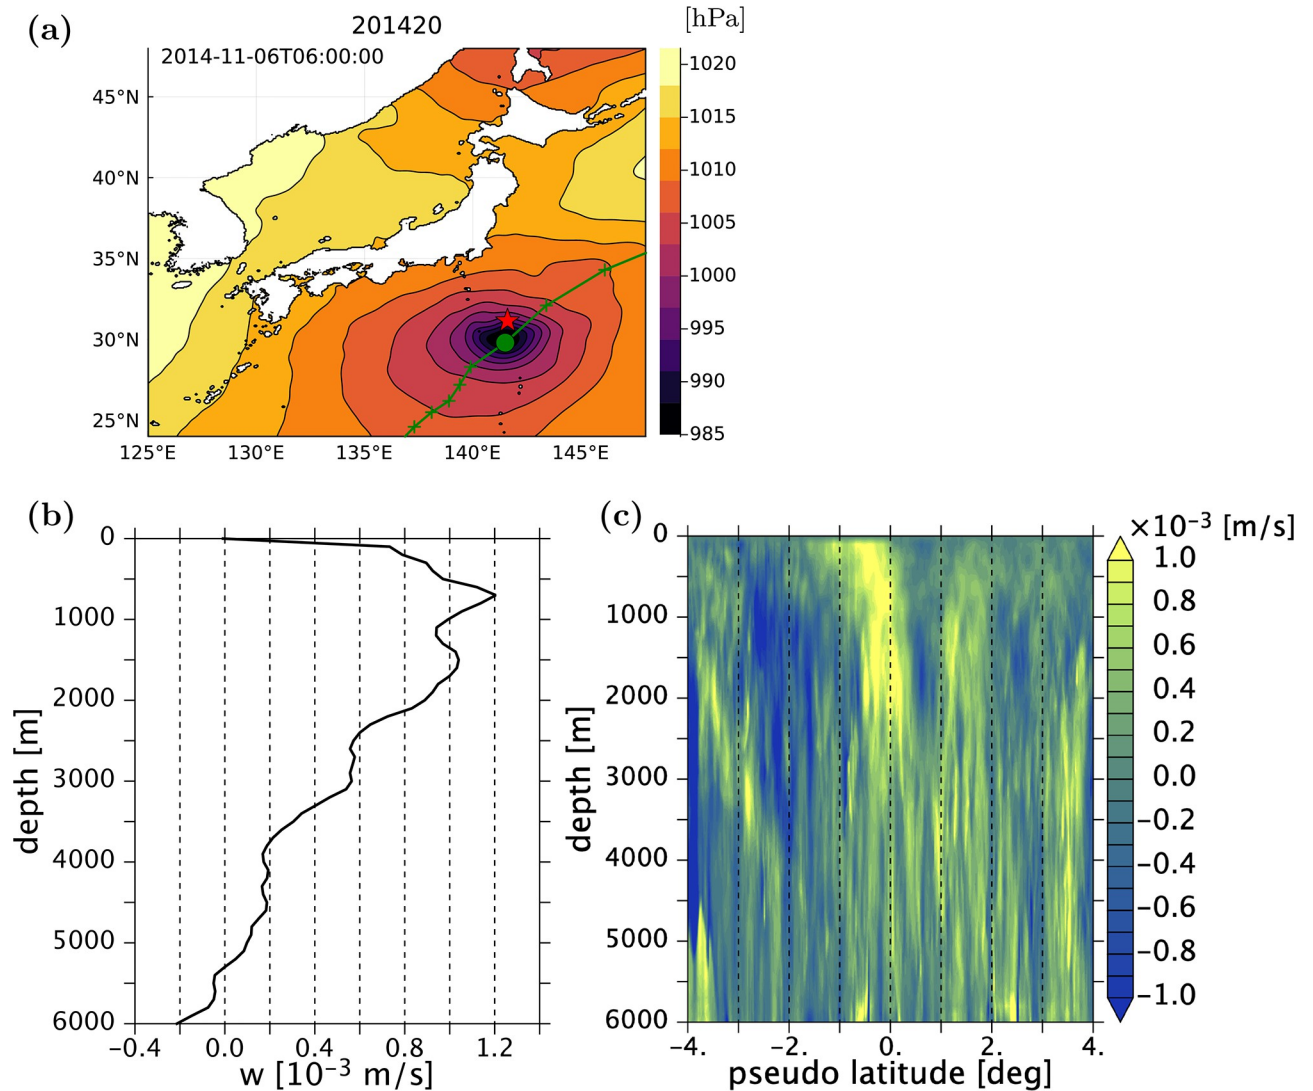 (a)
201420
[hPa]
2014-11-06T06:00:00
45°N
40°N
35°N
30°N
25°N
125°E 130°E 135°E 140°E 145°E
1020
1015
1010
1005
1000
995
990
985
(b)
0
1000
2000
3000
4000
5000
6000
depth [m]
−0.4 0.0 0.4 0.8 1.2
w [10⁻³ m/s]
(c)
×10⁻³ [m/s]
0
1000
2000
3000
4000
5000
6000
depth [m]
−4. −2. 0. 2. 4.
pseudo latitude [deg]
1.0
0.8
0.6
0.4
0.2
0.0
−0.2
−0.4
−0.6
−0.8
−1.0